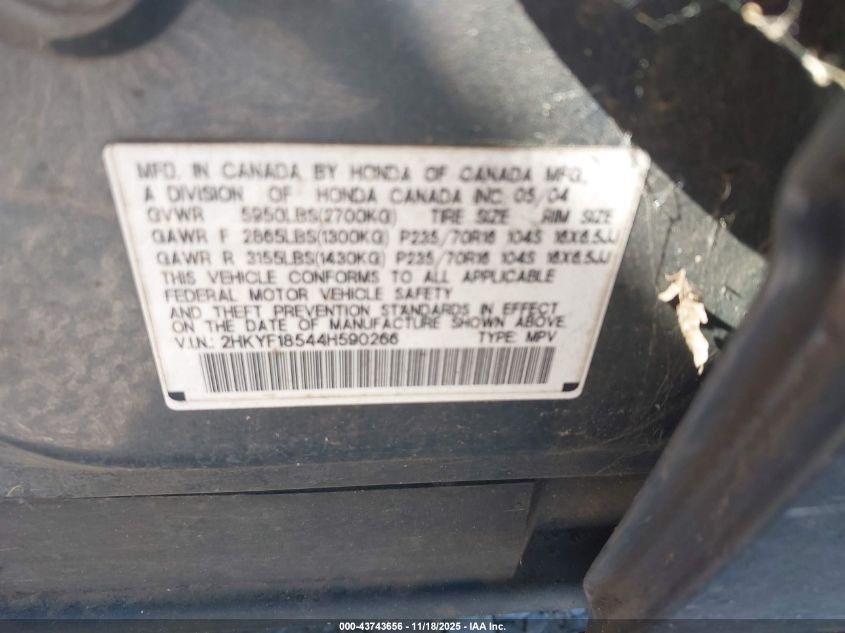 MFD. IN CANADA BY HONDA OF CANADA MFG.,
A DIVISION OF HONDA CANADA INC. 05/04
GVWR 5950LBS(2700KG) TIRE SIZE RIM SIZE
GAWR F 2865LBS(1300KG) P235/70R16 104S 16X6.5JJ
GAWR R 3155LBS(1430KG) P235/70R16 104S 16X6.5JJ
THIS VEHICLE CONFORMS TO ALL APPLICABLE
FEDERAL MOTOR VEHICLE SAFETY
AND THEFT PREVENTION STANDARDS IN EFFECT
ON THE DATE OF MANUFACTURE SHOWN ABOVE.
V.I.N.: 2HKYF18544H590266 TYPE: MPV
000-43743656 - 11/18/2025 - IAA Inc.